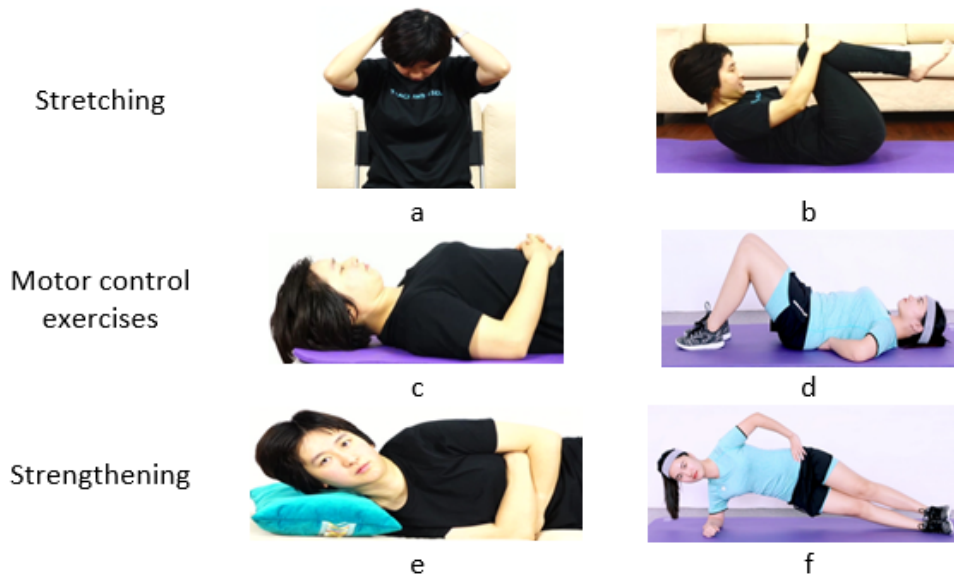 Stretching
a
b
Motor control
exercises
c
d
Strengthening
e
f